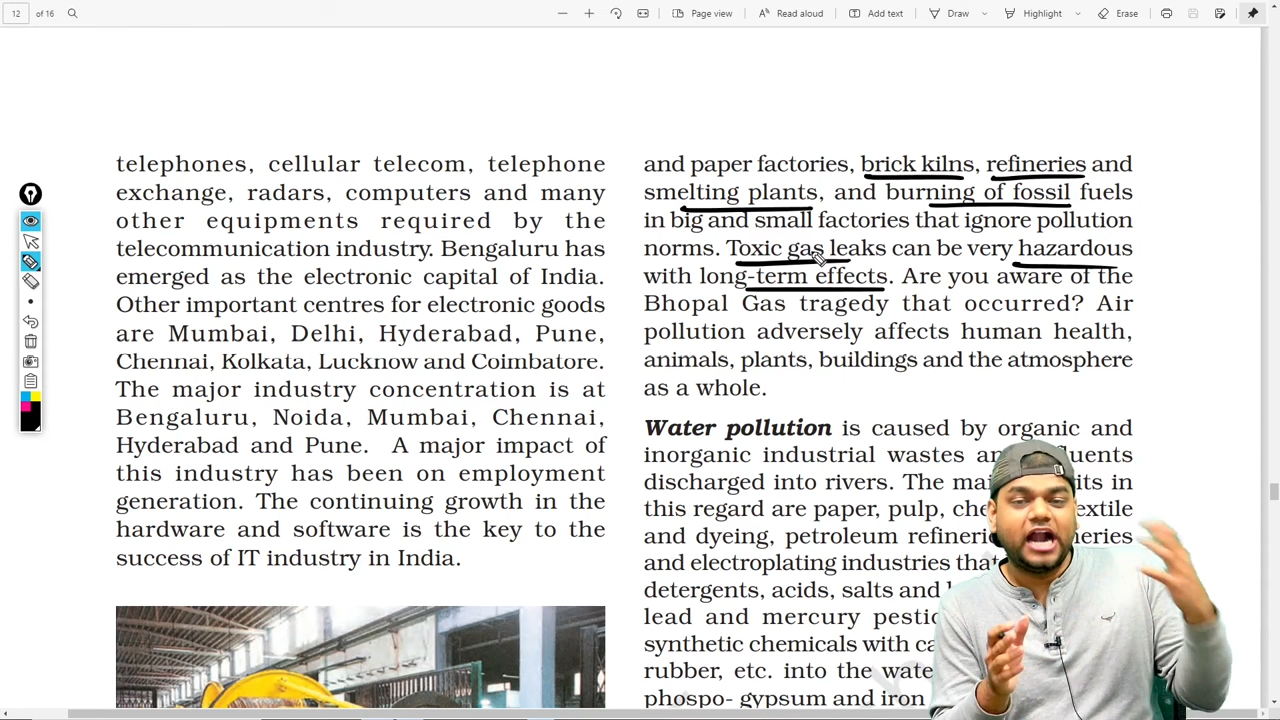 12 of 16
Page view
Read aloud
Add text
Draw
Highlight
Erase
telephones, cellular telecom, telephone
exchange, radars, computers and many
other equipments required by the
telecommunication industry. Bengaluru has
emerged as the electronic capital of India.
Other important centres for electronic goods
are Mumbai, Delhi, Hyderabad, Pune,
Chennai, Kolkata, Lucknow and Coimbatore.
The major industry concentration is at
Bengaluru, Noida, Mumbai, Chennai,
Hyderabad and Pune. A major impact of
this industry has been on employment
generation. The continuing growth in the
hardware and software is the key to the
success of IT industry in India.
and paper factories, brick kilns, refineries and
smelting plants, and burning of fossil fuels
in big and small factories that ignore pollution
norms. Toxic gas leaks can be very hazardous
with long-term effects. Are you aware of the
Bhopal Gas tragedy that occurred? Air
pollution adversely affects human health,
animals, plants, buildings and the atmosphere
as a whole.
Water pollution is caused by organic and
inorganic industrial wastes
discharged into rivers. The in
this regard are paper, pulp,
and dyeing, petroleum
and electroplating industries
detergents, acids, salts and
lead and mercury
synthetic chemicals with
rubber, etc. into the
phospo- gypsum and iron